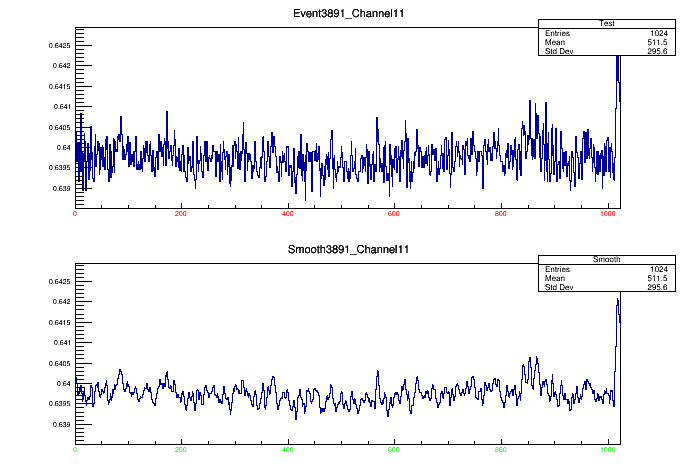 Event3891_Channel11
Test
Entries 1024
Mean 511.5
Std Dev 295.6
0.6425
0.642
0.6415
0.641
0.6405
0.64
0.6395
0.639
0 200 400 600 800 1000
Smooth3891_Channel11
Smooth
Entries 1024
Mean 511.5
Std Dev 295.6
0.6425
0.642
0.6415
0.641
0.6405
0.64
0.6395
0.639
0 200 400 600 800 1000